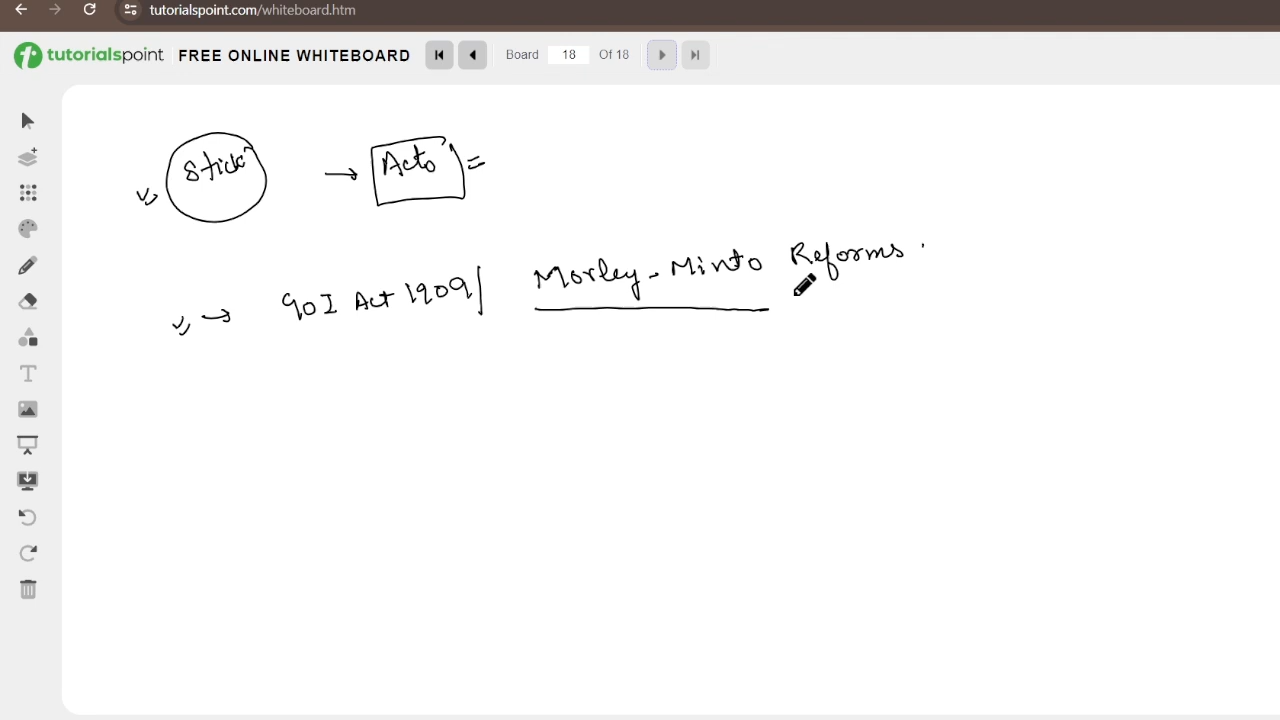 tutorialspoint.com/whiteboard.htm
tutorialspoint FREE ONLINE WHITEBOARD Board 18 Of 18
Stick → Acts =
→ GOI Act 1909/ Morley-Minto Reforms.
T